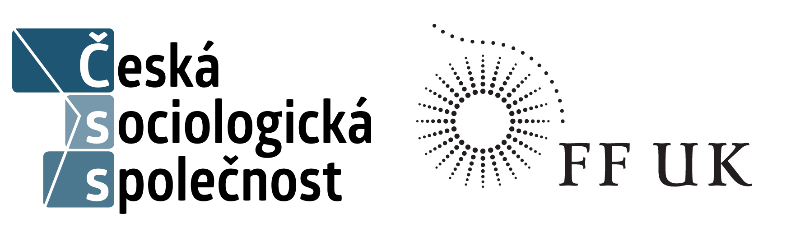 Česká
sociologická
společnost
FF UK